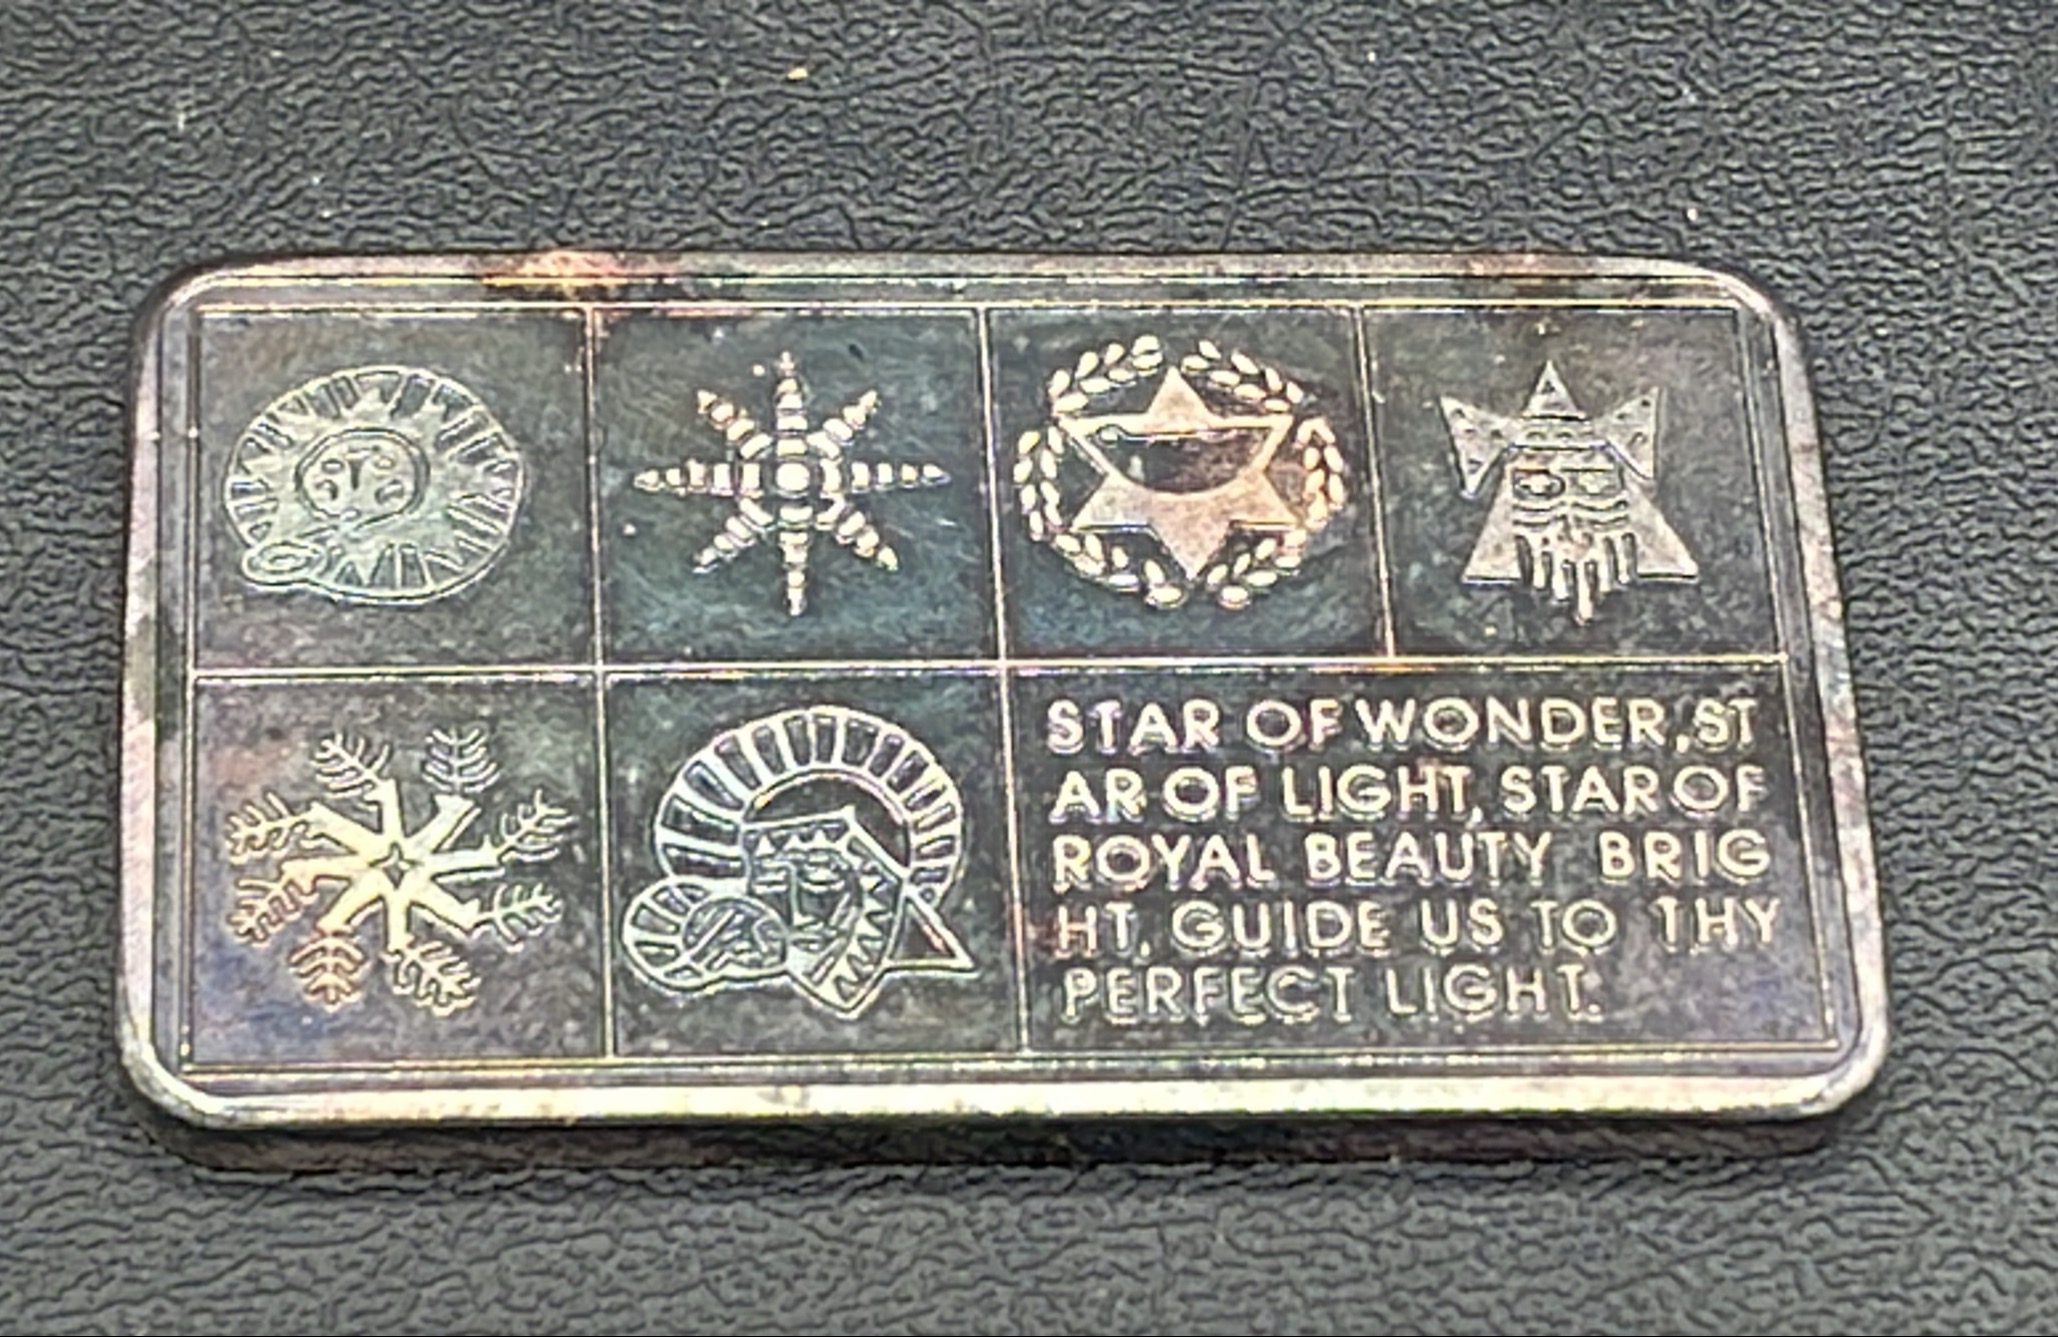 STAR OF WONDER, ST
AR OF LIGHT, STAR OF
ROYAL BEAUTY BRIG
HT, GUIDE US TO THY
PERFECT LIGHT.